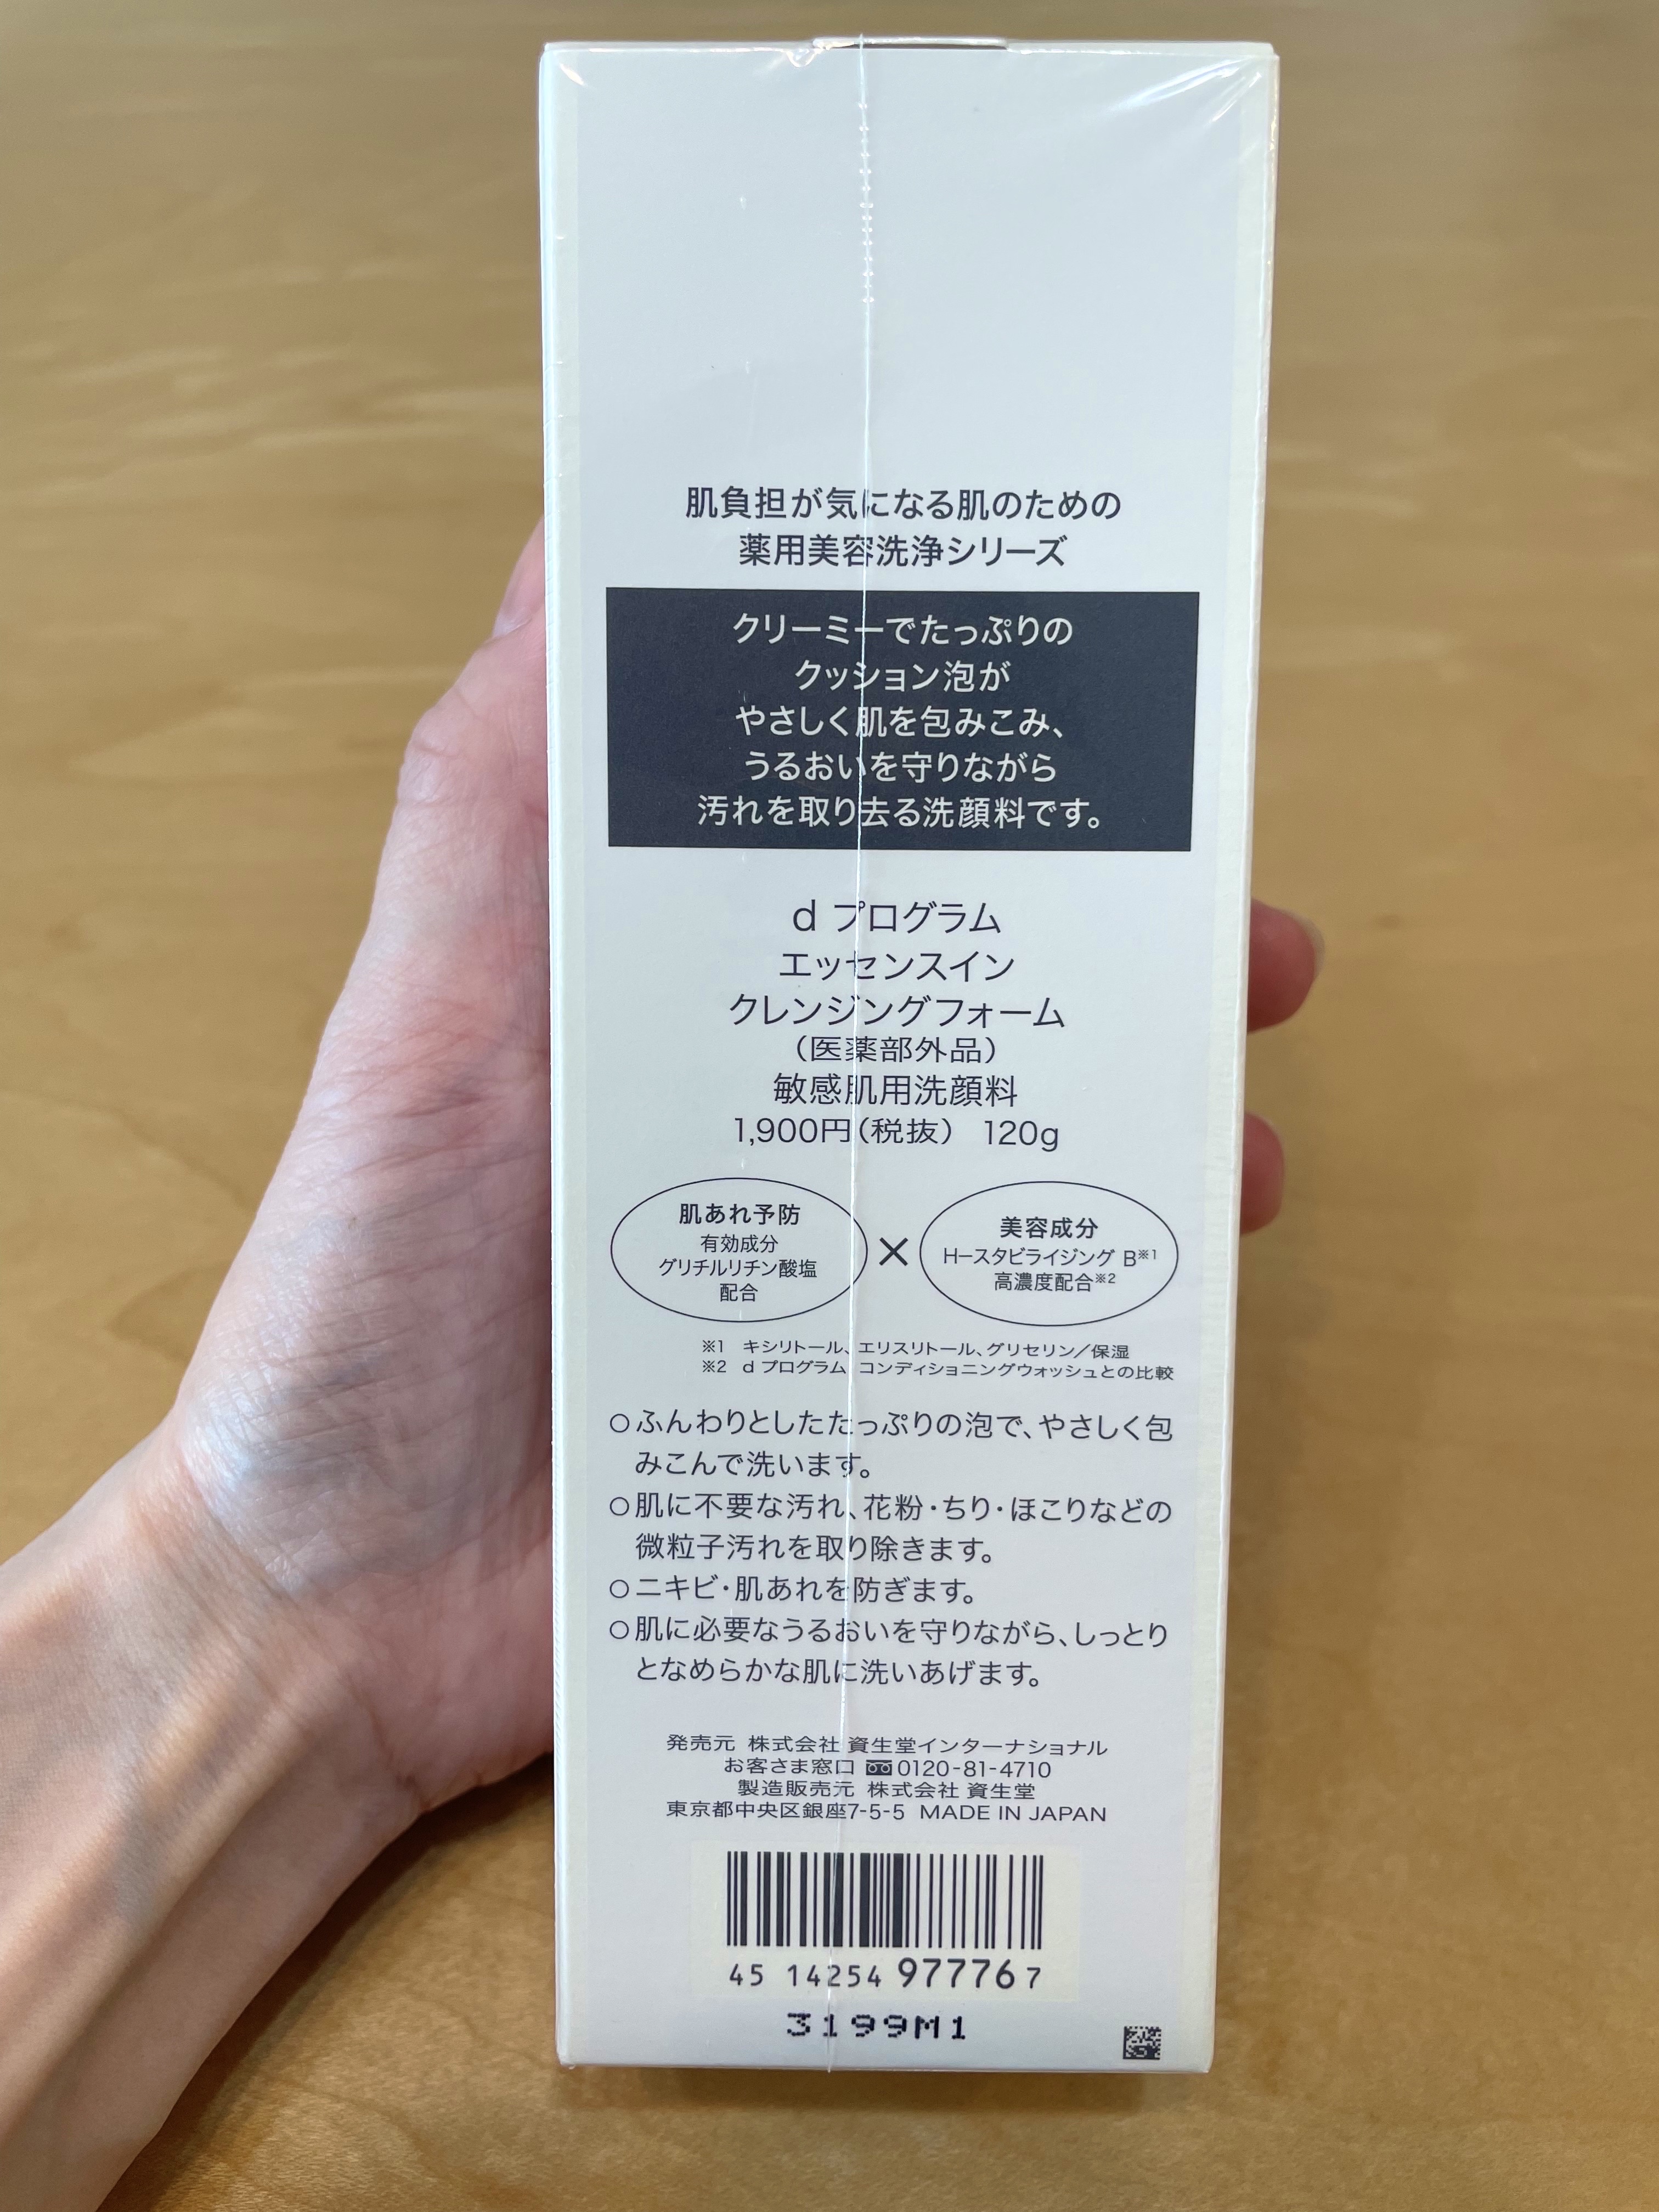 肌負担が気になる肌のための
薬用美容洗浄シリーズ
クリーミーでたっぷりの
クッション泡が
やさしく肌を包みこみ、
うるおいを守りながら
汚れを取り去る洗顔料です。
d プログラム
エッセンスイン
クレンジングフォーム
（医薬部外品）
敏感肌用洗顔料
1,900円（税抜） 120g
肌あれ予防
有効成分
グリチルリチン酸塩
配合
×
美容成分
H－スタビライジング B※1
高濃度配合※2
※1 キシリトール、エリスリトール、グリセリン／保湿
※2 d プログラム コンディショニングウォッシュとの比較
○ふんわりとしたたっぷりの泡で、やさしく包
みこんで洗います。
○肌に不要な汚れ、花粉・ちり・ほこりなどの
微粒子汚れを取り除きます。
○ニキビ・肌あれを防ぎます。
○肌に必要なうるおいを守りながら、しっとり
となめらかな肌に洗いあげます。
発売元 株式会社 資生堂インターナショナル
お客さま窓口 0120-81-4710
製造販売元 株式会社 資生堂
東京都中央区銀座7-5-5 MADE IN JAPAN
45 14254 977767
3199M1